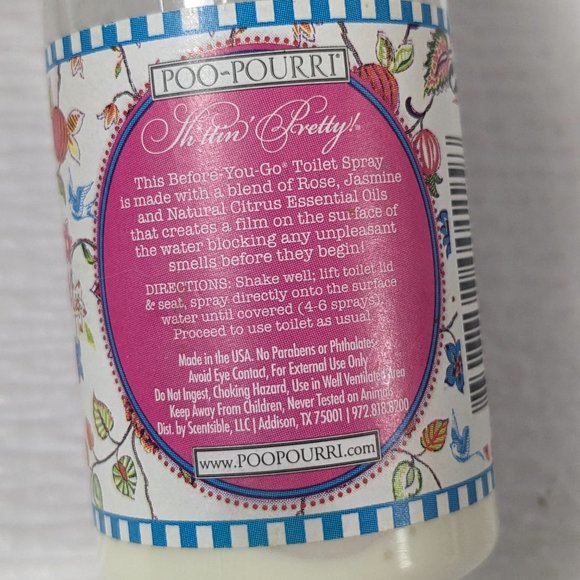 POO~POURRI®
Sh*ttin' Pretty!™
This Before-You-Go® Toilet Spray
is made with a blend of Rose, Jasmine
and Natural Citrus Essential Oils
that creates a film on the surface of
the water blocking any unpleasant
smells before they begin!
DIRECTIONS: Shake well; lift toilet lid
& seat, spray directly onto the surface
water until covered (4-6 sprays).
Proceed to use toilet as usual.
Made in the USA. No Parabens or Phthalates
Avoid Eye Contact, For External Use Only
Do Not Ingest, Choking Hazard, Use in Well Ventilated Area
Keep Away From Children, Never Tested on Animals
Dist. by Scentsible, LLC | Addison, TX 75001 | 972.818.8200
www.POOPOURRI.com